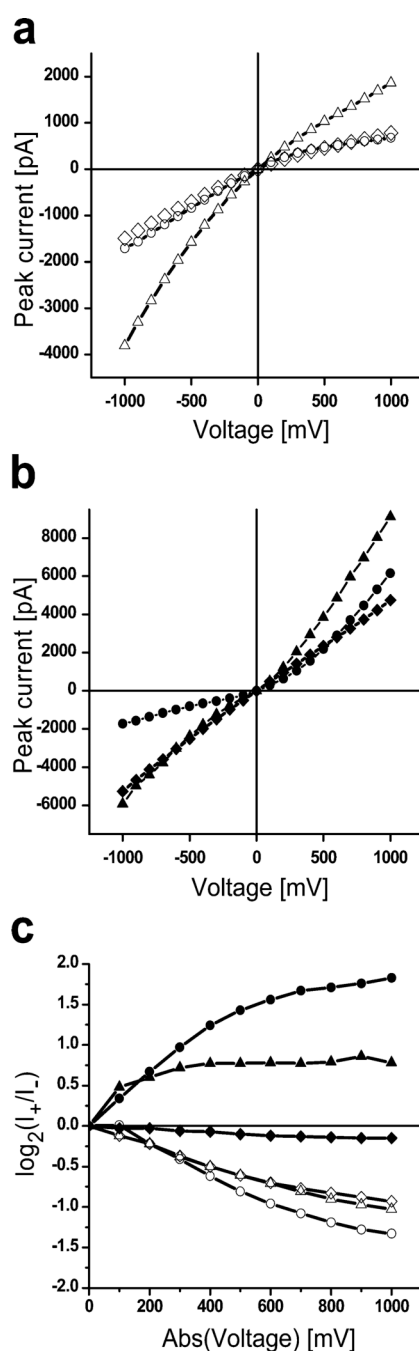 a
2000
1000
0
-1000
-2000
-3000
-4000
Peak current [pA]
-1000 -500 0 500 1000
Voltage [mV]
b
8000
6000
4000
2000
0
-2000
-4000
-6000
Peak current [pA]
-1000 -500 0 500 1000
Voltage [mV]
c
2.0
1.5
1.0
0.5
0.0
-0.5
-1.0
-1.5
-2.0
log2(I+/I-)
0 200 400 600 800 1000
Abs(Voltage) [mV]